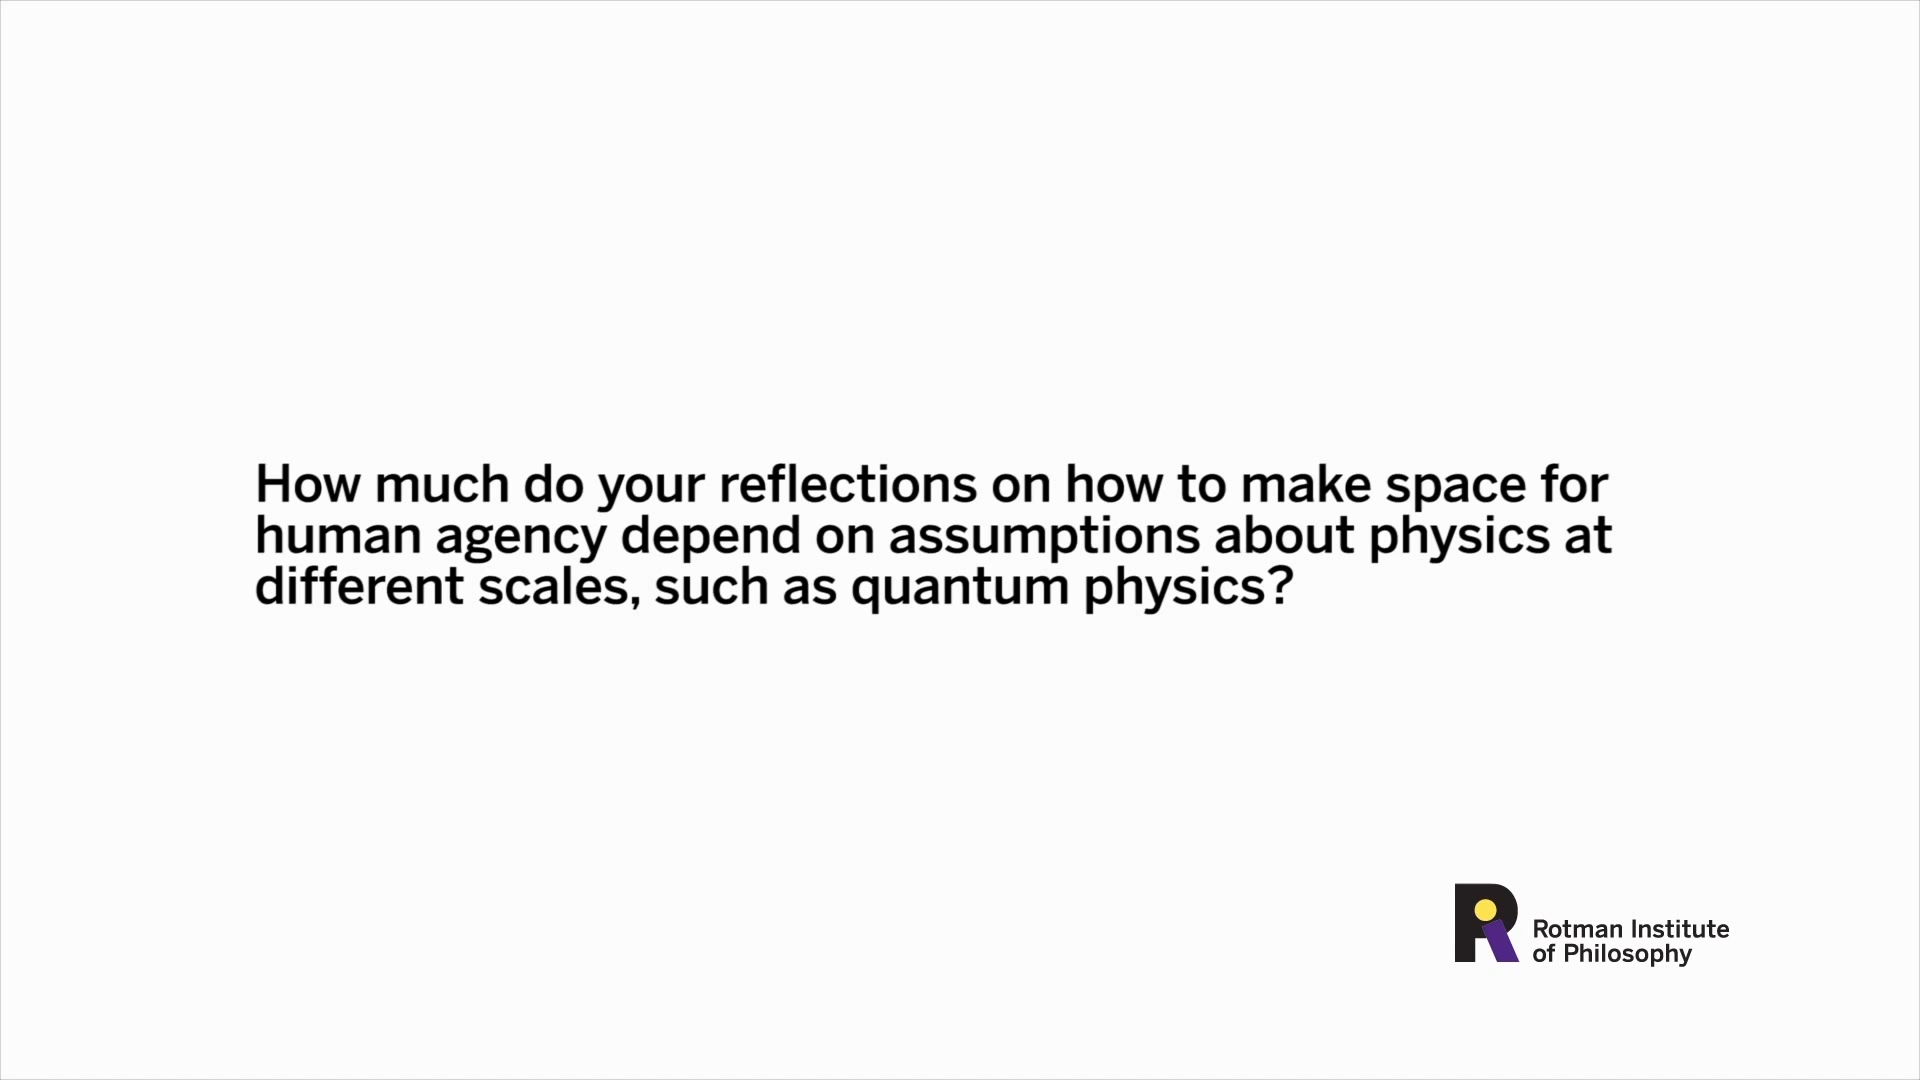 How much do your reflections on how to make space for
human agency depend on assumptions about physics at
different scales, such as quantum physics?
Rotman Institute
of Philosophy